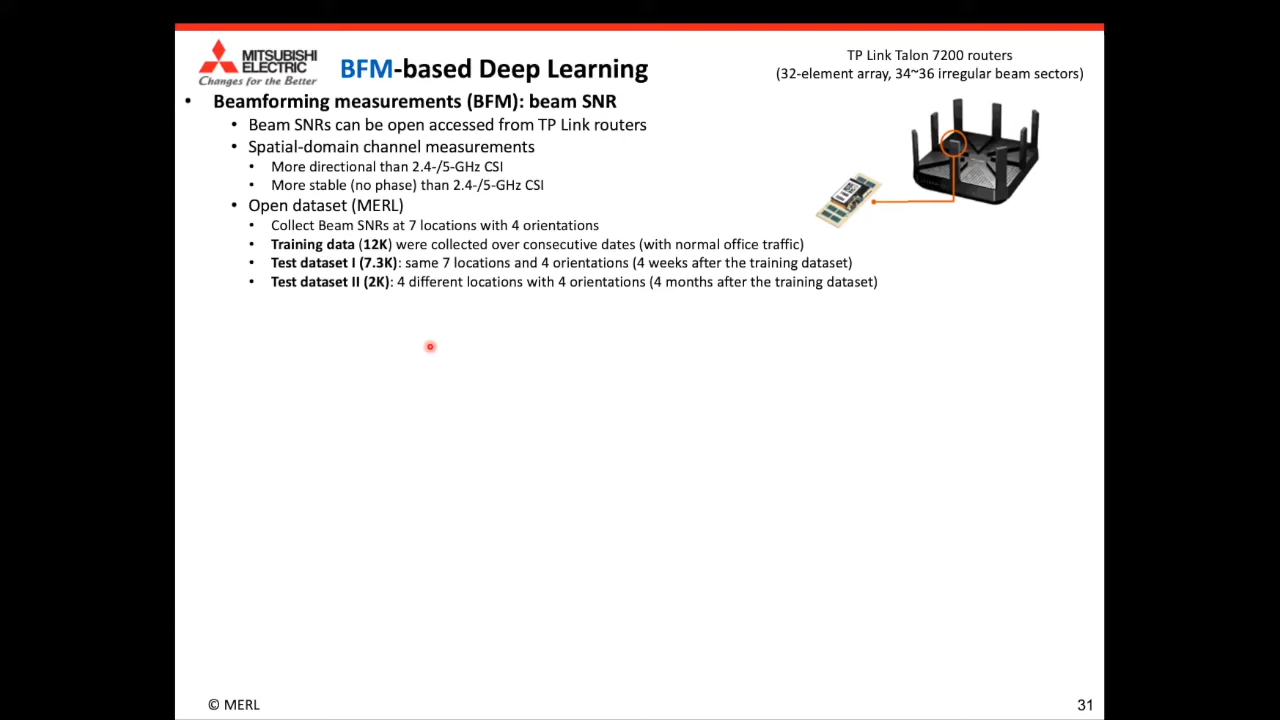 MITSUBISHI
ELECTRIC
Changes for the Better
BFM-based Deep Learning
TP Link Talon 7200 routers
(32-element array, 34~36 irregular beam sectors)
• Beamforming measurements (BFM): beam SNR
• Beam SNRs can be open accessed from TP Link routers
• Spatial-domain channel measurements
• More directional than 2.4-/5-GHz CSI
• More stable (no phase) than 2.4-/5-GHz CSI
• Open dataset (MERL)
• Collect Beam SNRs at 7 locations with 4 orientations
• Training data (12K) were collected over consecutive dates (with normal office traffic)
• Test dataset I (7.3K): same 7 locations and 4 orientations (4 weeks after the training dataset)
• Test dataset II (2K): 4 different locations with 4 orientations (4 months after the training dataset)
© MERL
31